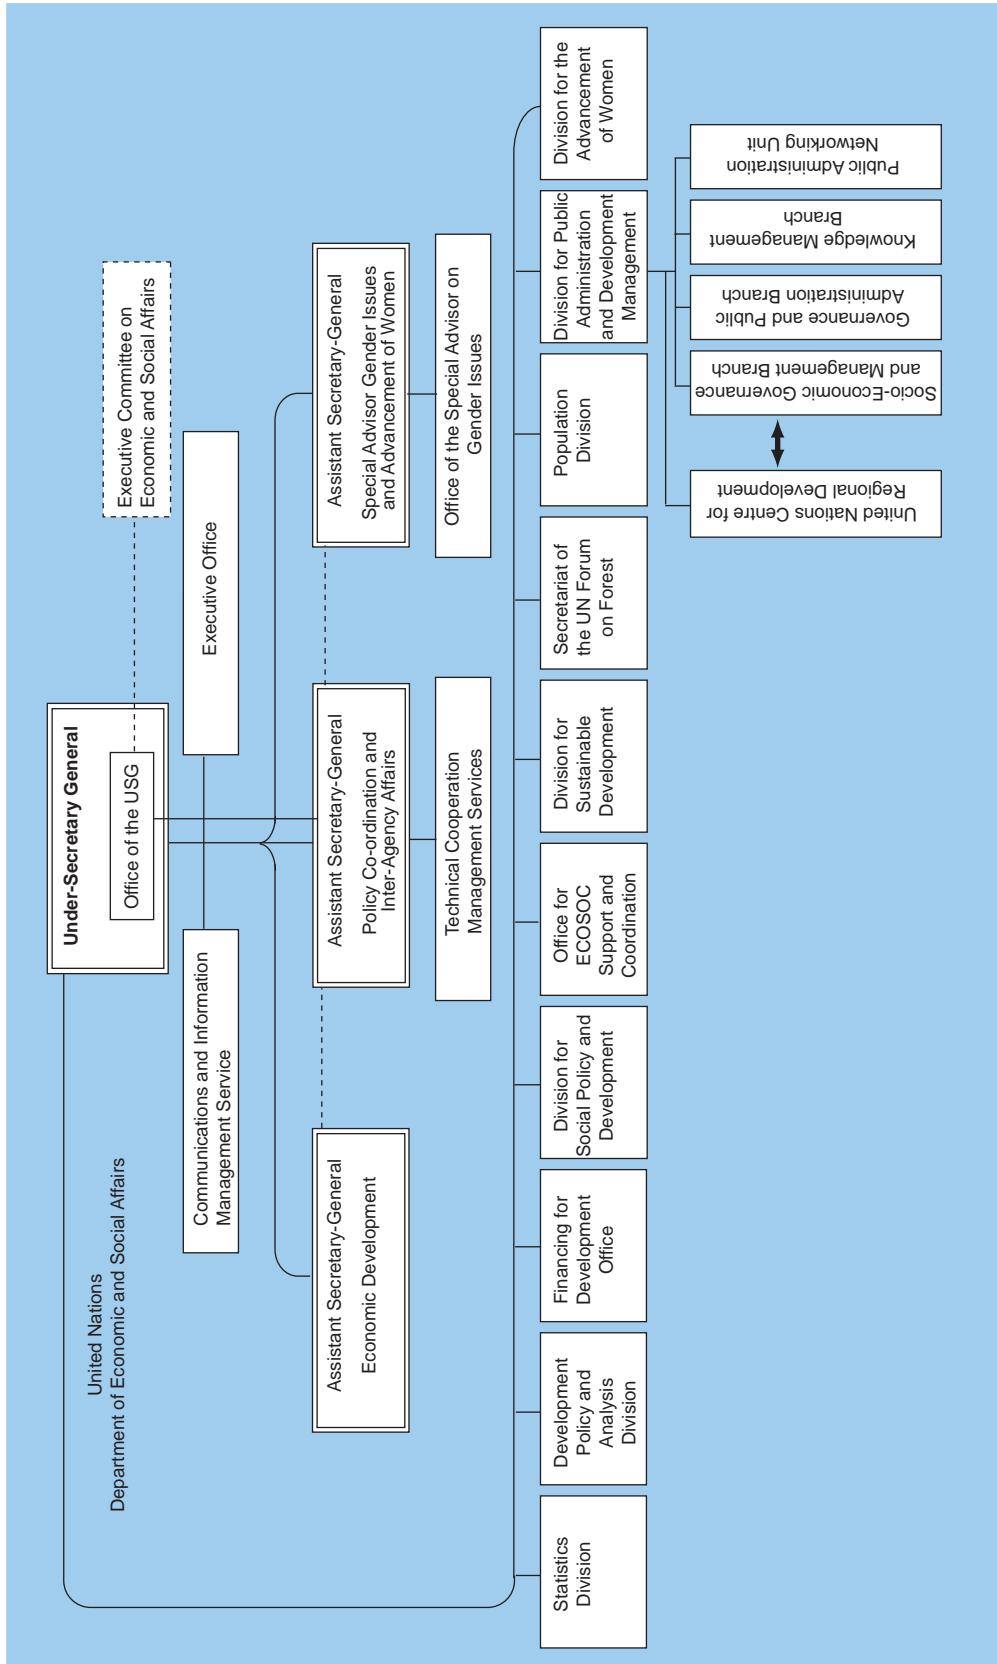 United Nations
Department of Economic and Social Affairs
Under-Secretary General
Office of the USG
Executive Committee on
Economic and Social Affairs
Communications and Information
Management Service
Executive Office
Assistant Secretary-General
Economic Development
Assistant Secretary-General
Policy Co-ordination and
Inter-Agency Affairs
Assistant Secretary-General
Special Advisor Gender Issues
and Advancement of Women
Technical Cooperation
Management Services
Office of the Special Advisor on
Gender Issues
Statistics
Division
Development
Policy and
Analysis
Division
Financing for
Development
Office
Division for
Social Policy and
Development
Office for
ECOSOC
Support and
Coordination
Division for
Sustainable
Development
Secretariat of
the UN Forum
on Forest
Population
Division
Division for Public
Administration
and Development
Management
Division for the
Advancement
of Women
United Nations Centre for
Regional Development
Socio-Economic Governance
and Management Branch
Governance and Public
Administration Branch
Knowledge Management
Branch
Public Administration
Networking Unit